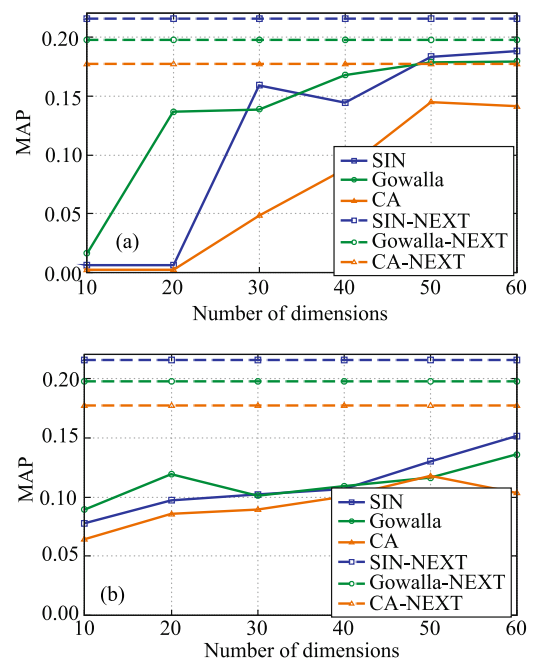 0.20
0.15
0.10
0.05
0.00
MAP
(a)
SIN
Gowalla
CA
SIN-NEXT
Gowalla-NEXT
CA-NEXT
10 20 30 40 50 60
Number of dimensions
0.20
0.15
0.10
0.05
0.00
MAP
(b)
SIN
Gowalla
CA
SIN-NEXT
Gowalla-NEXT
CA-NEXT
10 20 30 40 50 60
Number of dimensions